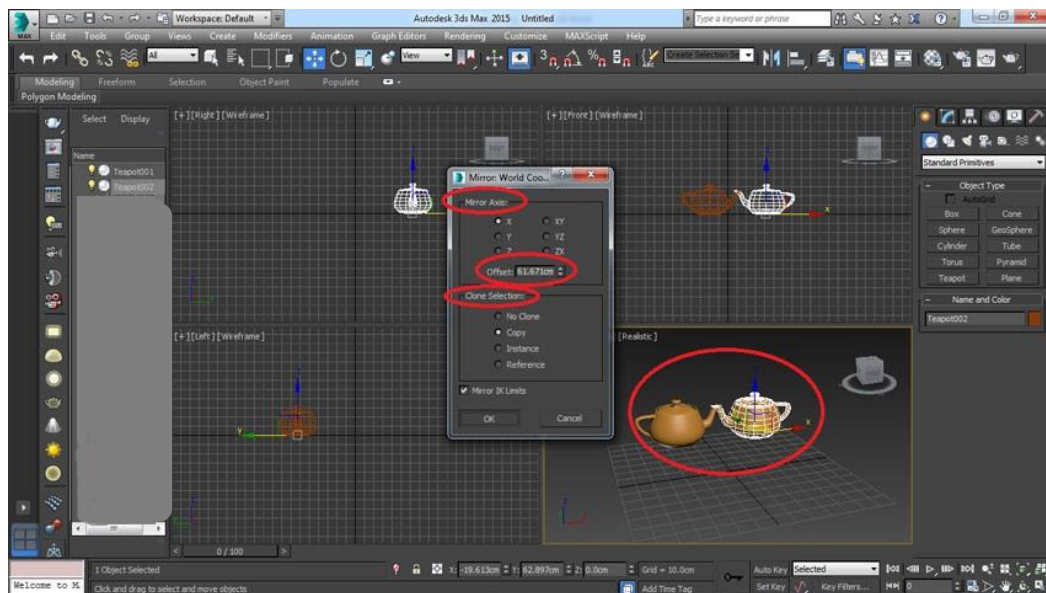 Workspace: Default
Autodesk 3ds Max 2015 Untitled
Type a keyword or phrase
MAX
Edit Tools Group Views Create Modifiers Animation Graph Editors Rendering Customize MAXScript Help
All
View
Create Selection Se
Modeling Freeform Selection Object Paint Populate
Polygon Modeling
Select Display
Name
Teapot001
Teapot002
[+][Right][Wireframe]
[+][Front][Wireframe]
[+][Left][Wireframe]
[Realistic]
x
x
y
Mirror: World Coo...
Mirror Axis:
X XY
Y YZ
Z ZX
Offset: 61.671cm
Clone Selection:
No Clone
Copy
Instance
Reference
Mirror IK Limits
OK Cancel
Standard Primitives
Object Type
AutoGrid
Box Cone
Sphere GeoSphere
Cylinder Tube
Torus Pyramid
Teapot Plane
Name and Color
Teapot002
0 / 100
1 Object Selected
X: -19.613cm Y: 62.897cm Z: 0.0cm Grid = 10.0cm
Auto Key Selected
Welcome to M
Click and drag to select and move objects
Add Time Tag
Set Key Key Filters... 0